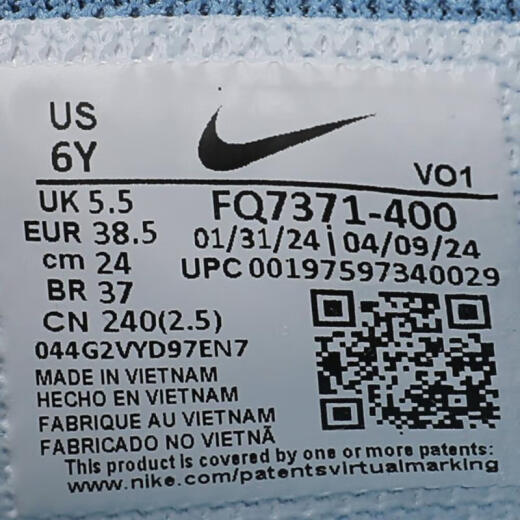 US
6Y
VO1
UK 5.5
EUR 38.5
cm 24
BR 37
CN 240(2.5)
FQ7371-400
01/31/24 | 04/09/24
UPC 00197597340029
044G2VYD97EN7
MADE IN VIETNAM
HECHO EN VIETNAM
FABRIQUE AU VIETNAM
FABRICADO NO VIETNÃ
This product is covered by one or more patents:
www.nike.com/patentsvirtualmarking